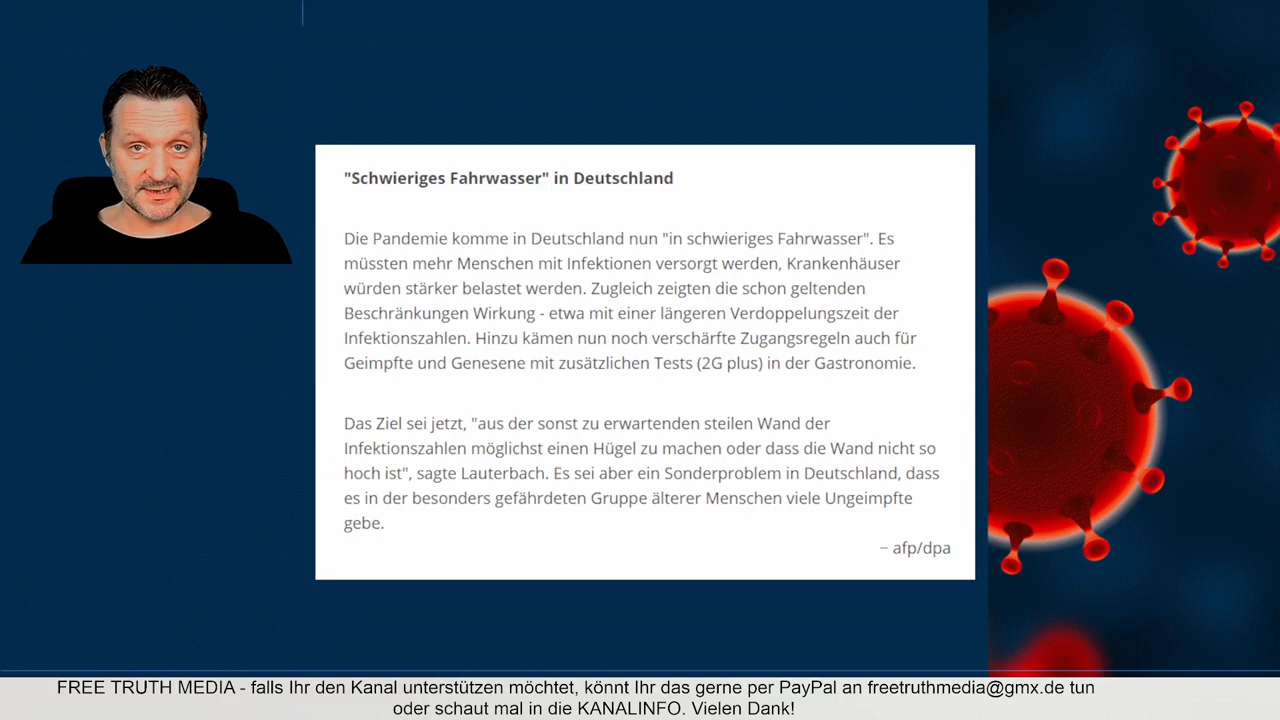 "Schwieriges Fahrwasser" in Deutschland
Die Pandemie komme in Deutschland nun "in schwieriges Fahrwasser". Es
müssten mehr Menschen mit Infektionen versorgt werden, Krankenhäuser
würden stärker belastet werden. Zugleich zeigten die schon geltenden
Beschränkungen Wirkung - etwa mit einer längeren Verdoppelungszeit der
Infektionszahlen. Hinzu kämen nun noch verschärfte Zugangsregeln auch für
Geimpfte und Genesene mit zusätzlichen Tests (2G plus) in der Gastronomie.
Das Ziel sei jetzt, "aus der sonst zu erwartenden steilen Wand der
Infektionszahlen möglichst einen Hügel zu machen oder dass die Wand nicht so
hoch ist", sagte Lauterbach. Es sei aber ein Sonderproblem in Deutschland, dass
es in der besonders gefährdeten Gruppe älterer Menschen viele Ungeimpfte
gebe.
– afp/dpa
FREE TRUTH MEDIA - falls Ihr den Kanal unterstützen möchtet, könnt Ihr das gerne per PayPal an freetruthmedia@gmx.de tun
oder schaut mal in die KANALINFO. Vielen Dank!